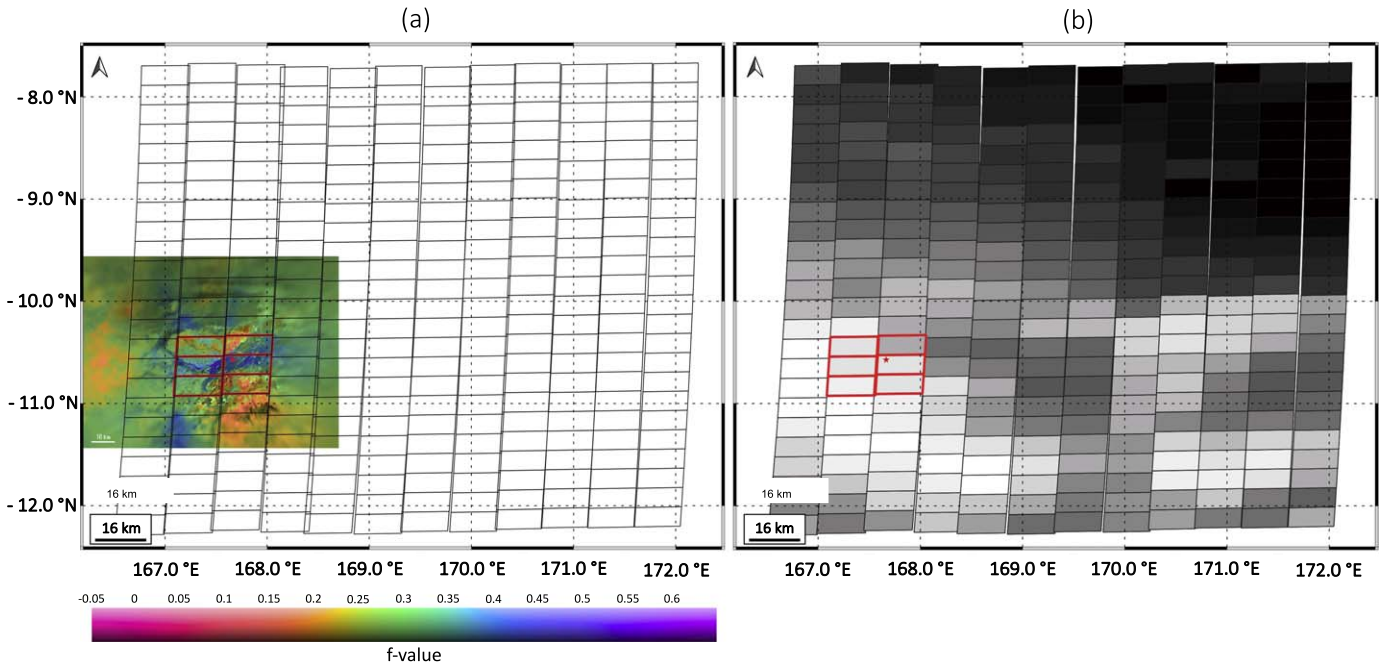 (a)
(b)
- 8.0 °N
- 9.0 °N
- 10.0 °N
- 11.0 °N
- 12.0 °N
16 km
16 km
16 km
16 km
167.0 °E 168.0 °E 169.0 °E 170.0 °E 171.0 °E 172.0 °E
167.0 °E 168.0 °E 169.0 °E 170.0 °E 171.0 °E 172.0 °E
-0.05 0 0.05 0.1 0.15 0.2 0.25 0.3 0.35 0.4 0.45 0.5 0.55 0.6
f-value